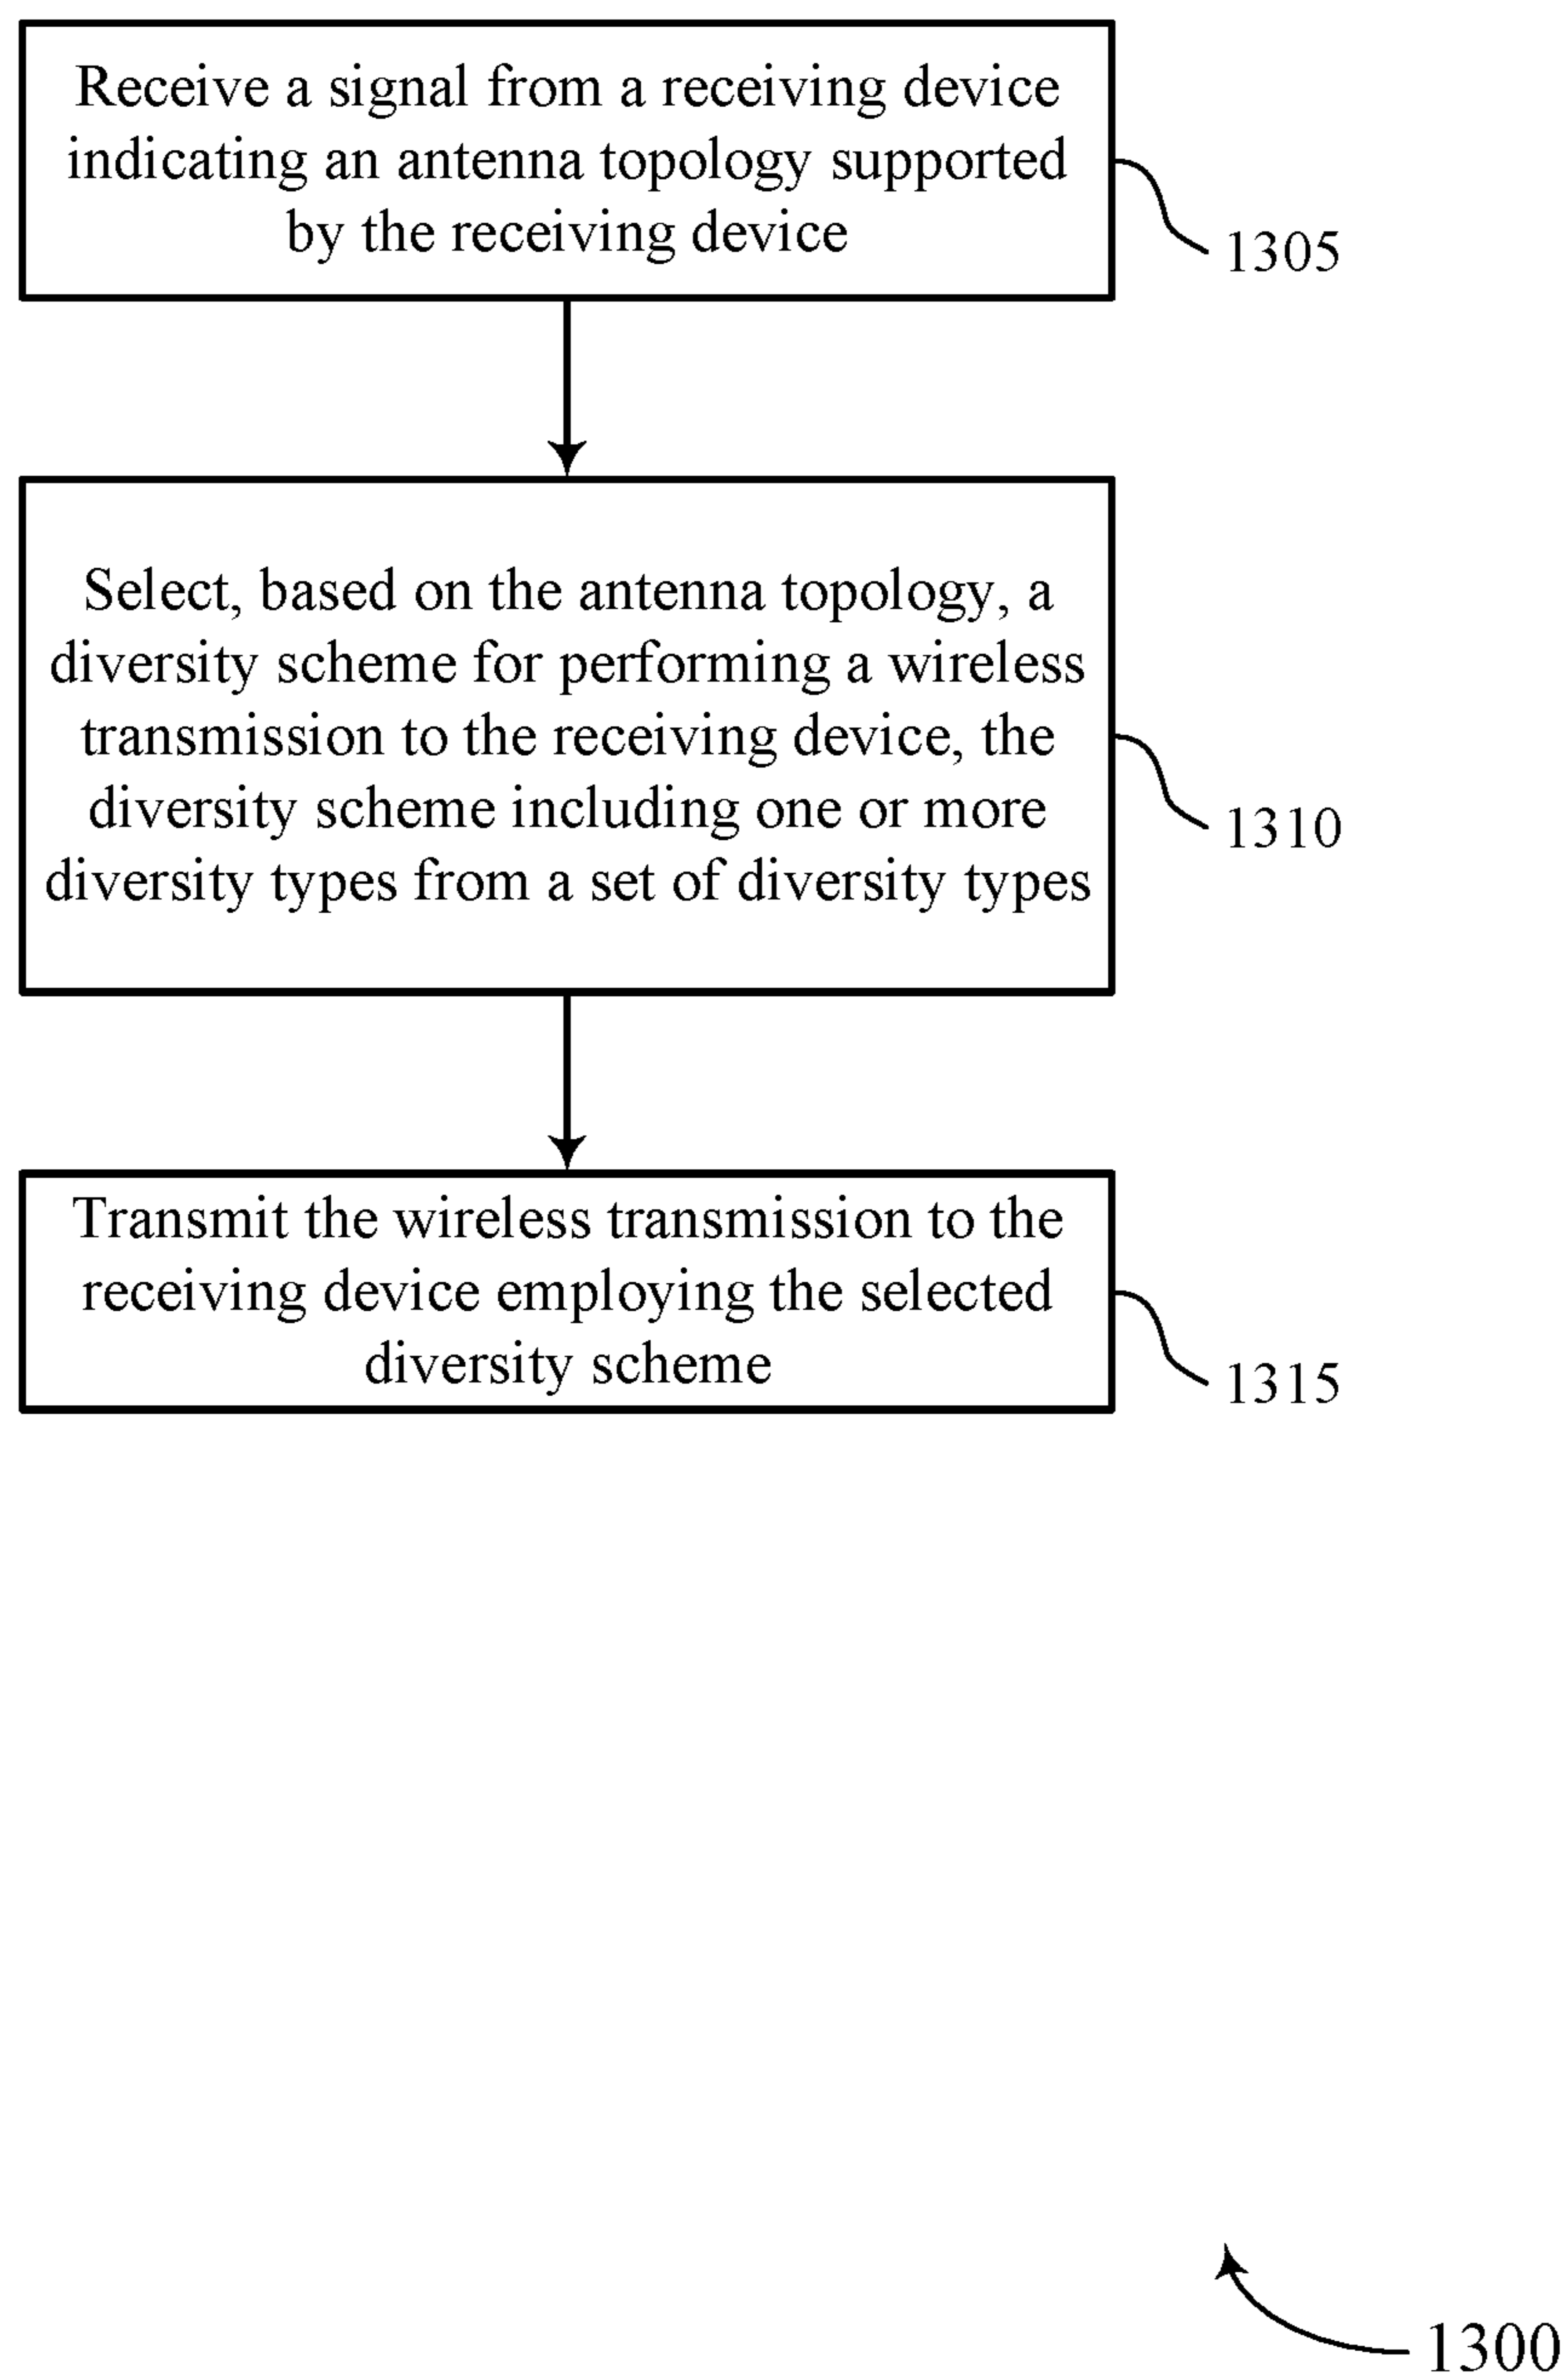 Receive a signal from a receiving device
indicating an antenna topology supported
by the receiving device
1305
Select, based on the antenna topology, a
diversity scheme for performing a wireless
transmission to the receiving device, the
diversity scheme including one or more
diversity types from a set of diversity types
1310
Transmit the wireless transmission to the
receiving device employing the selected
diversity scheme
1315
1300